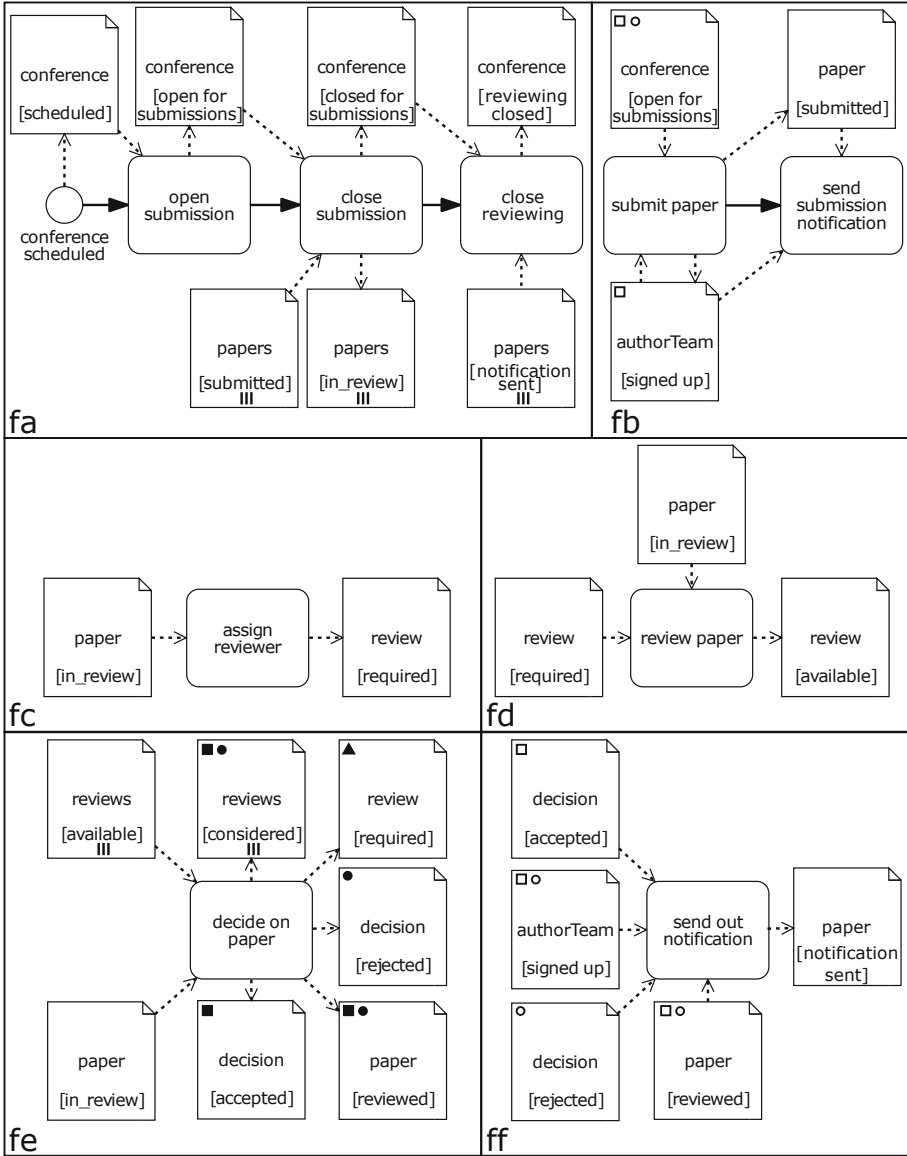 conference
[scheduled]
conference
[open for
submissions]
conference
[closed for
submissions]
conference
[reviewing
closed]
conference
scheduled
open
submission
close
submission
close
reviewing
papers
[submitted]
papers
[in_review]
papers
[notification
sent]
fa
conference
[open for
submissions]
paper
[submitted]
submit paper
send
submission
notification
authorTeam
[signed up]
fb
paper
[in_review]
assign
reviewer
review
[required]
fc
paper
[in_review]
review
[required]
review paper
review
[available]
fd
reviews
[available]
reviews
[considered]
review
[required]
decide on
paper
decision
[rejected]
paper
[in_review]
decision
[accepted]
paper
[reviewed]
fe
decision
[accepted]
authorTeam
[signed up]
send out
notification
paper
[notification
sent]
decision
[rejected]
paper
[reviewed]
ff